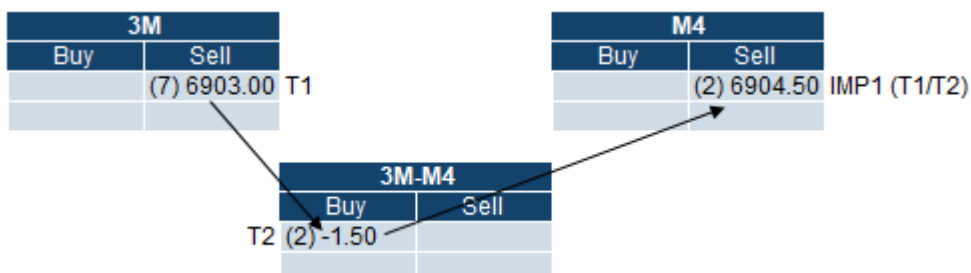 3M M4
Buy Sell Buy Sell
(7) 6903.00 T1 (2) 6904.50 IMP1 (T1/T2)
3M-M4
Buy Sell
T2 (2) -1.50